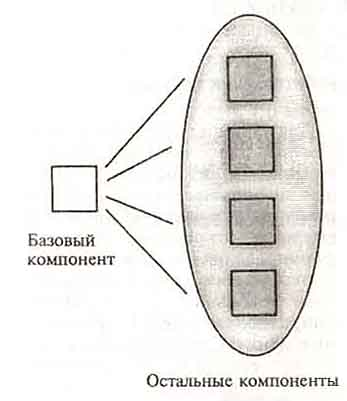 Базовый
компонент
Остальные компоненты